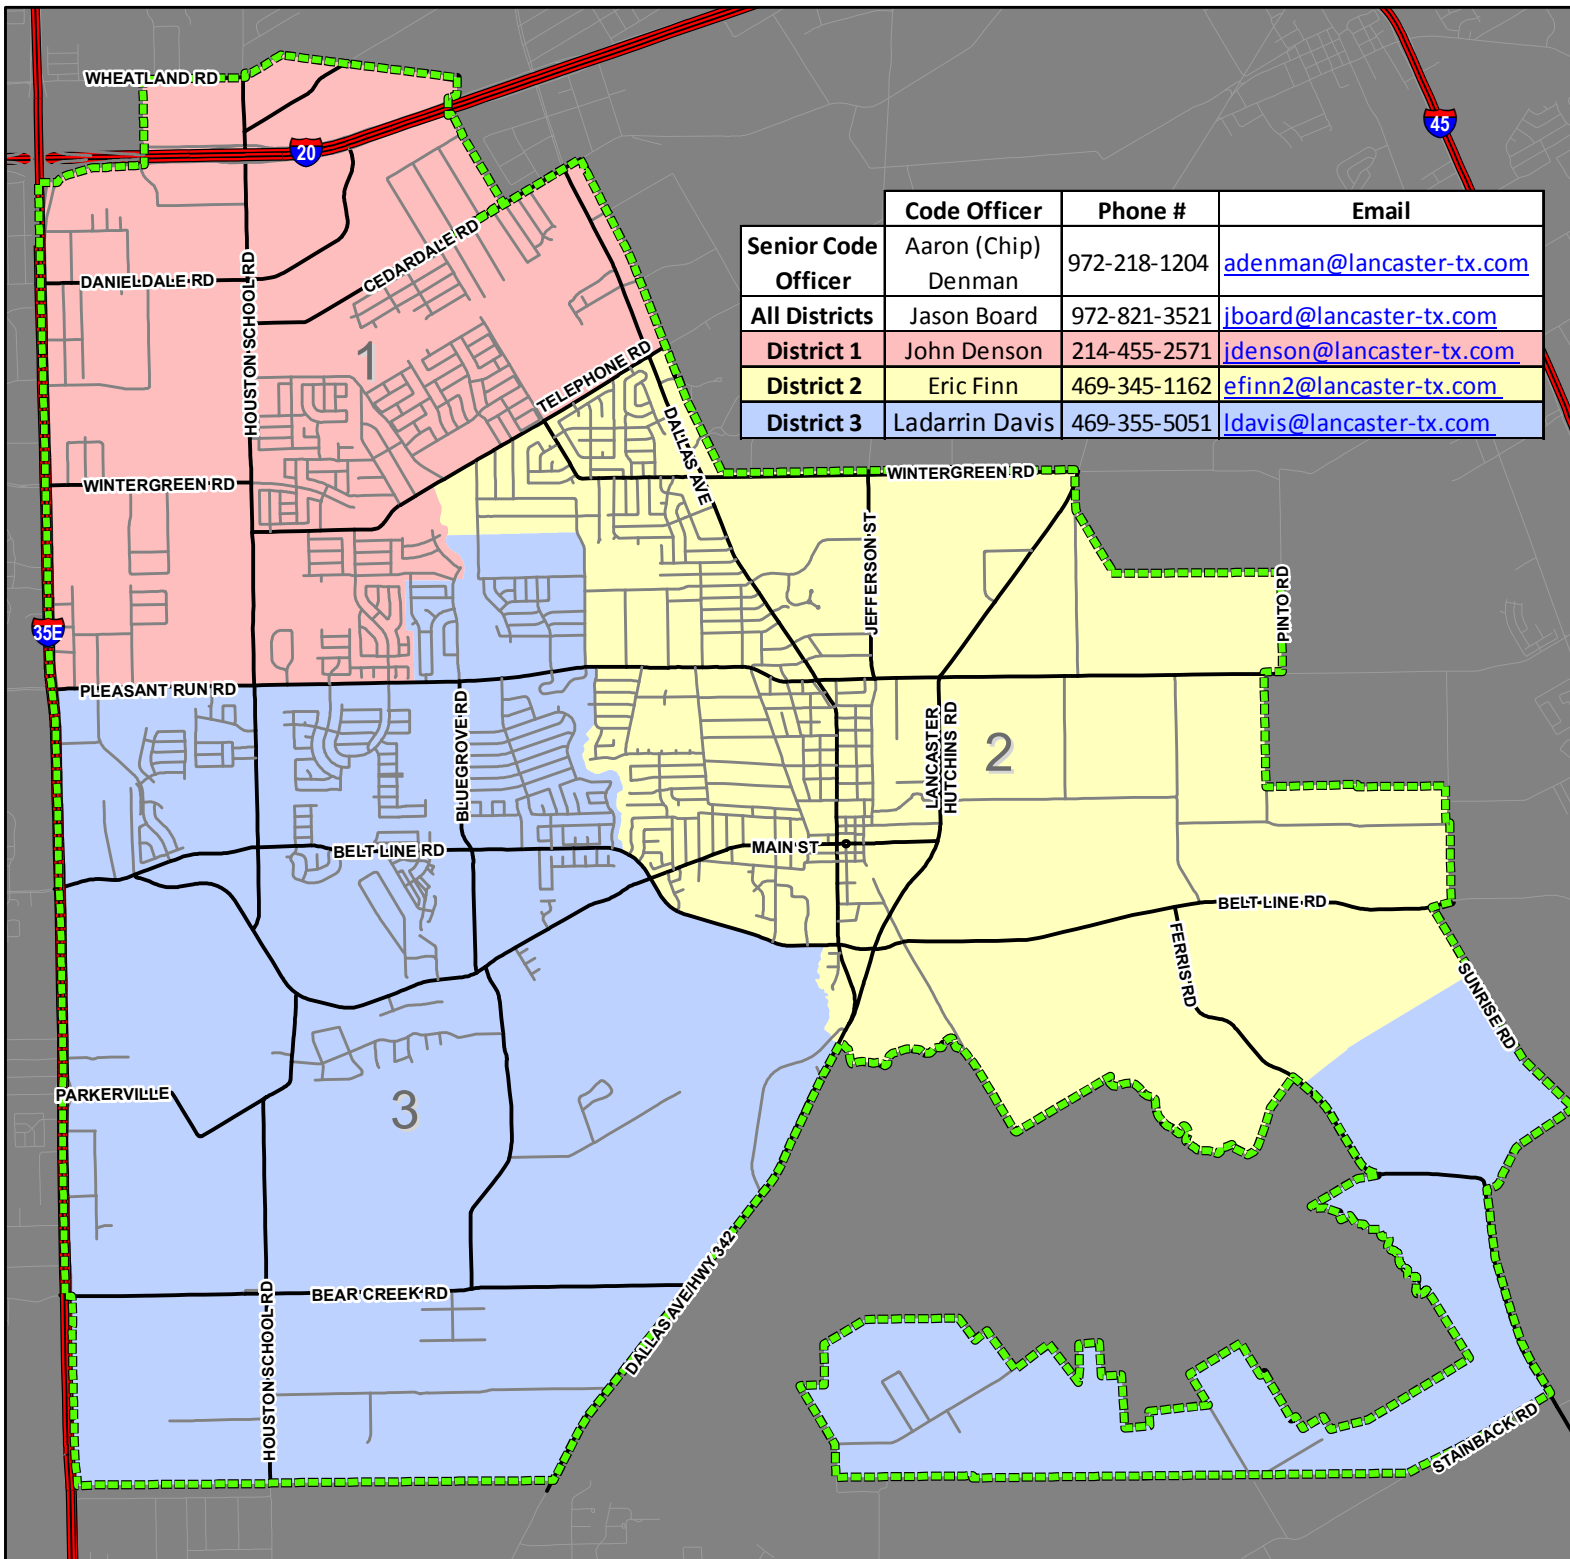 WHEATLAND RD
20
45
Code Officer Phone # Email
Senior Code Officer Aaron (Chip) Denman 972-218-1204 adenman@lancaster-tx.com
All Districts Jason Board 972-821-3521 jboard@lancaster-tx.com
District 1 John Denson 214-455-2571 jdenson@lancaster-tx.com
District 2 Eric Finn 469-345-1162 efinn2@lancaster-tx.com
District 3 Ladarrin Davis 469-355-5051 ldavis@lancaster-tx.com
DANIELDALE RD
HOUSTON SCHOOL RD
CEDARDALE RD
1
TELEPHONE RD
DALLAS AVE
WINTERGREEN RD
WINTERGREEN RD
JEFFERSON ST
PINTO RD
35E
PLEASANT RUN RD
BLUEGROVE RD
LANCASTER
HUTCHINS RD
2
BELT LINE RD
MAIN ST
BELT LINE RD
FERRIS RD
SUNRISE RD
PARKERVILLE
3
BEAR CREEK RD
HOUSTON SCHOOL RD
DALLAS AVE/HWY 342
STAINBACK RD